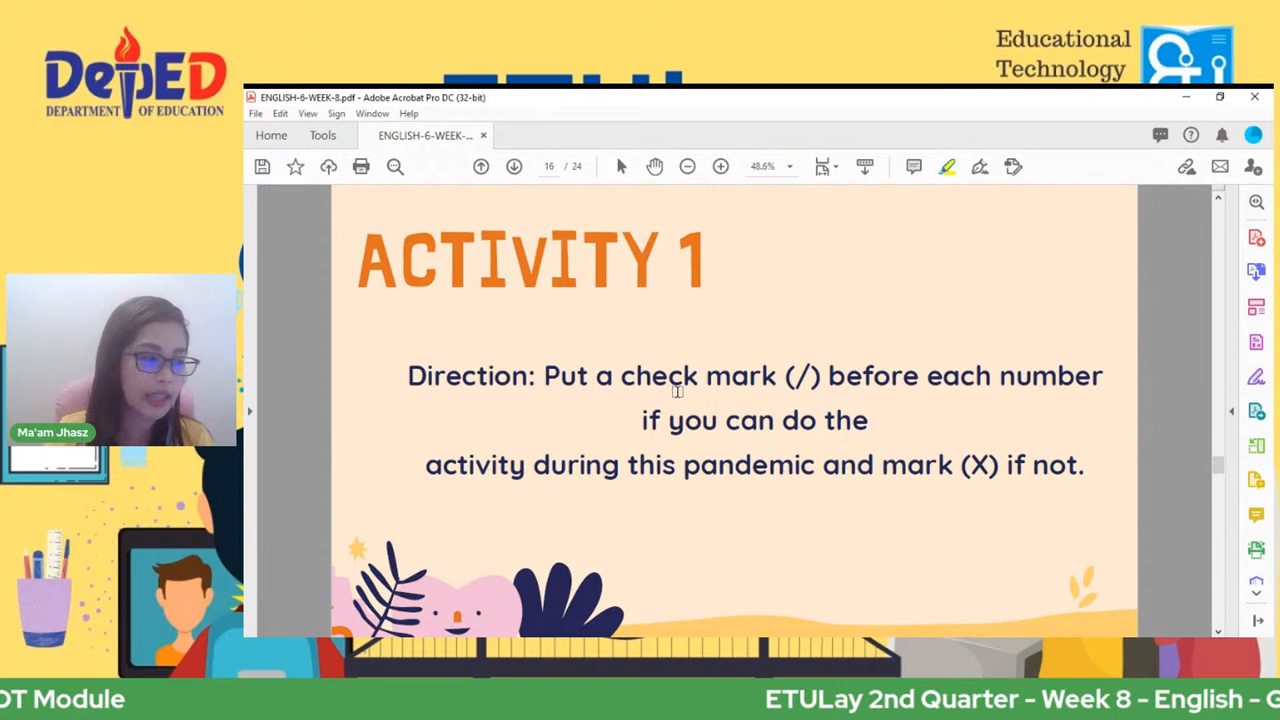 DepED
DEPARTMENT OF EDUCATION
Educational
Technology
ENGLISH-6-WEEK-8.pdf - Adobe Acrobat Pro DC (32-bit)
File Edit View Sign Window Help
Home Tools ENGLISH-6-WEEK-...
16 / 24 48.6%
ACTIVITY 1
Direction: Put a check mark (/) before each number
if you can do the
activity during this pandemic and mark (X) if not.
Ma'am Jhasz
OT Module ETULay 2nd Quarter - Week 8 - English - G